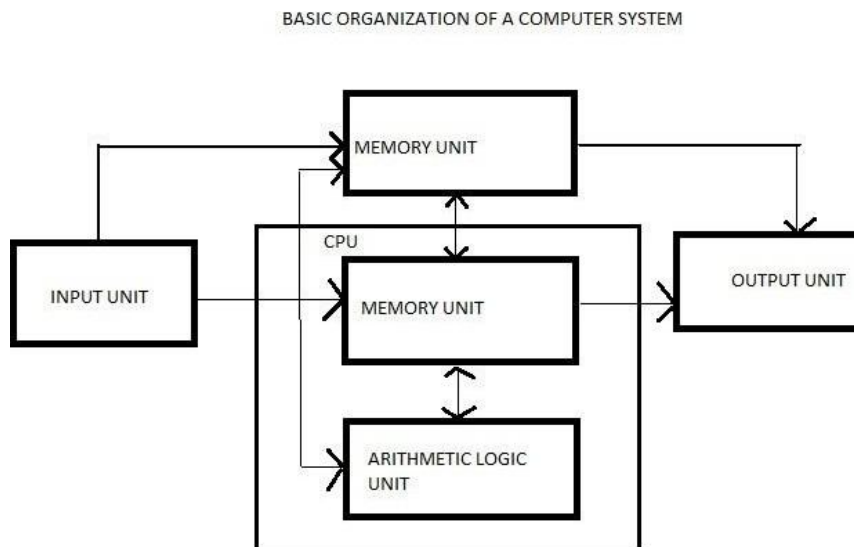 BASIC ORGANIZATION OF A COMPUTER SYSTEM
MEMORY UNIT
CPU
INPUT UNIT
MEMORY UNIT
OUTPUT UNIT
ARITHMETIC LOGIC
UNIT